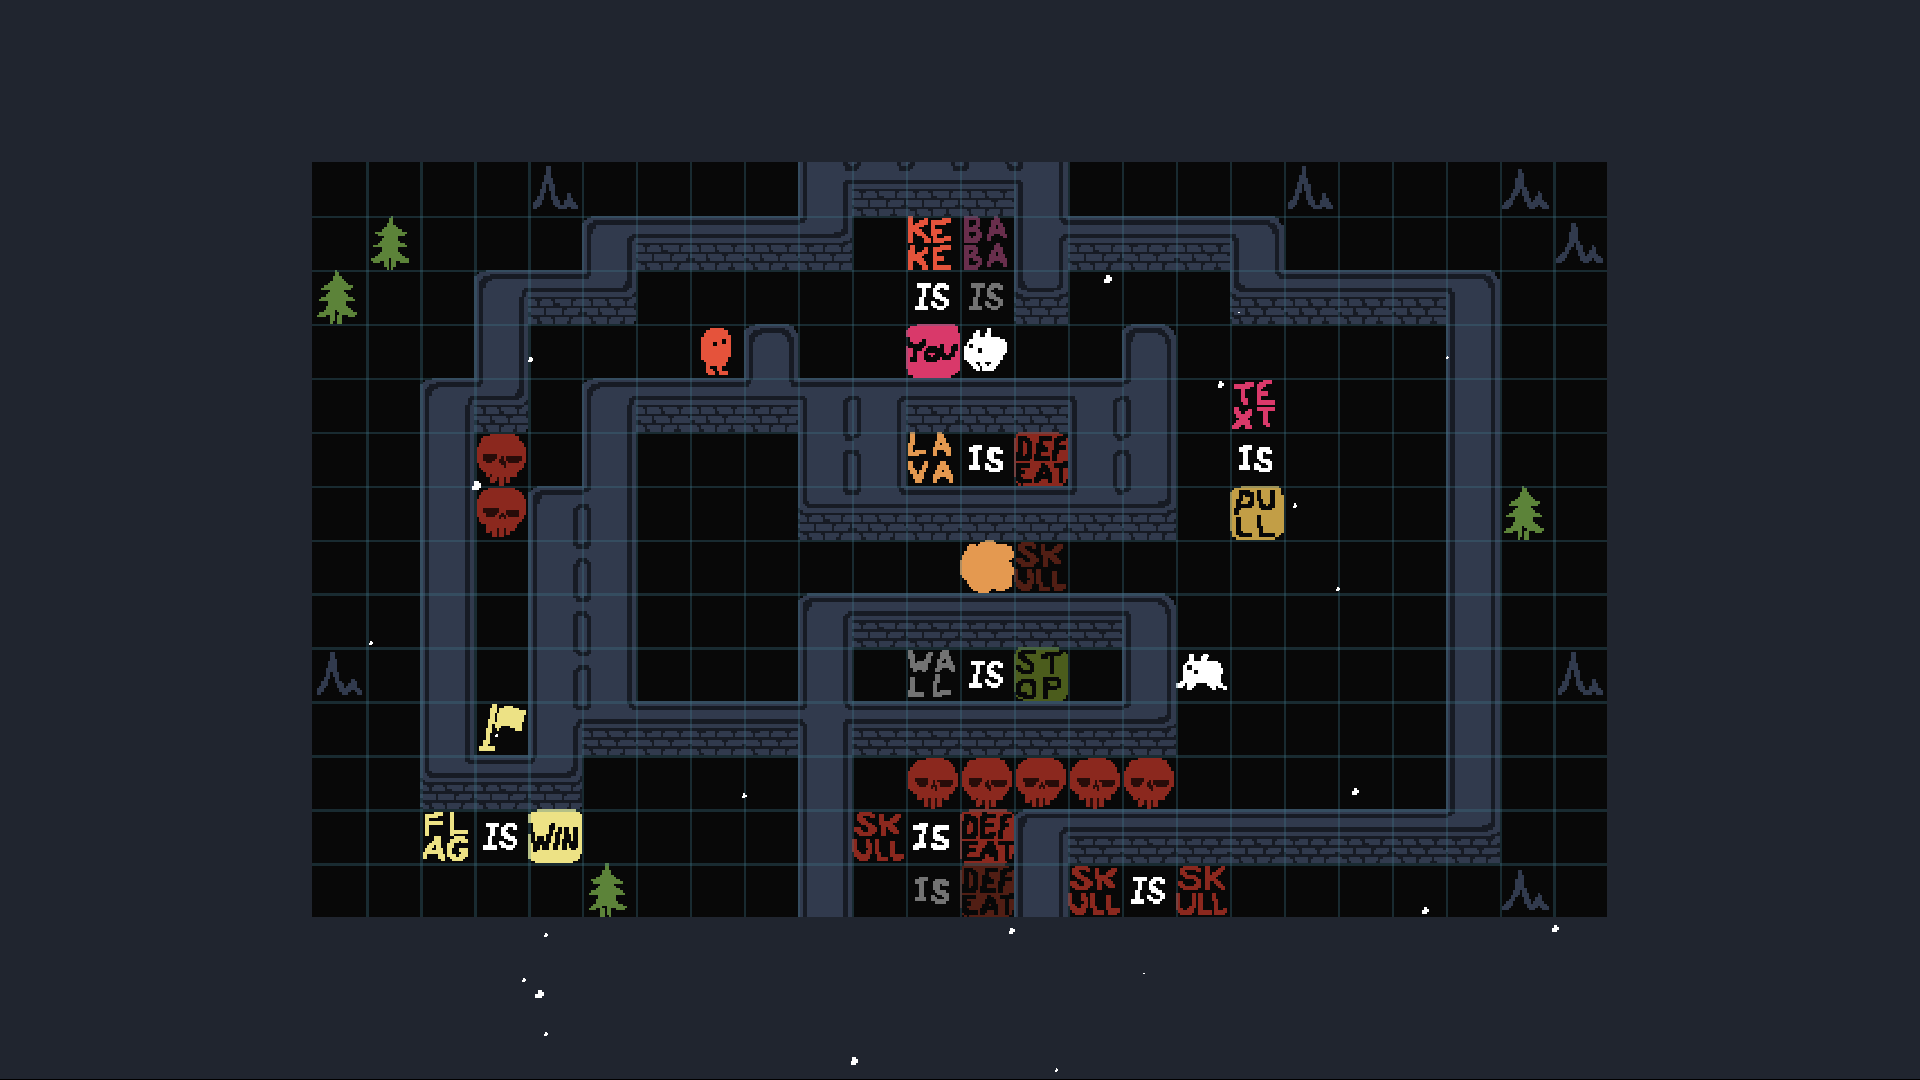 KEKE BABA
IS IS
YOU
TEXT
LAVA IS DEFEAT IS
PULL
SKULL
WALL IS STOP
FLAG IS WIN SKULL IS DEFEAT
IS DEFEAT SKULL IS SKULL